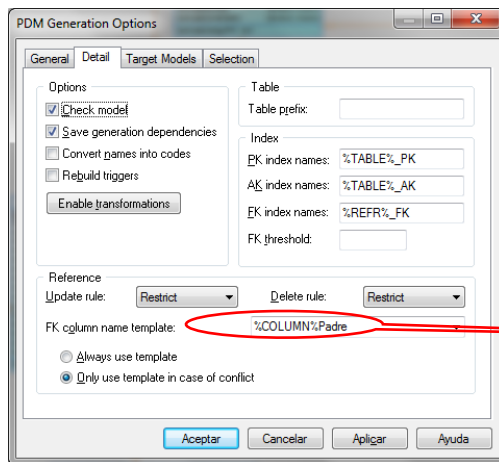 PDM Generation Options
General Detail Target Models Selection
Options
Check model
Save generation dependencies
Convert names into codes
Rebuild triggers
Enable transformations
Table
Table prefix:
Index
PK index names: %TABLE%_PK
AK index names: %TABLE%_AK
FK index names: %REFR%_FK
FK threshold:
Reference
Update rule: Restrict Delete rule: Restrict
FK column name template: %COLUMN%Padre
Always use template
Only use template in case of conflict
Aceptar Cancelar Aplicar Ayuda